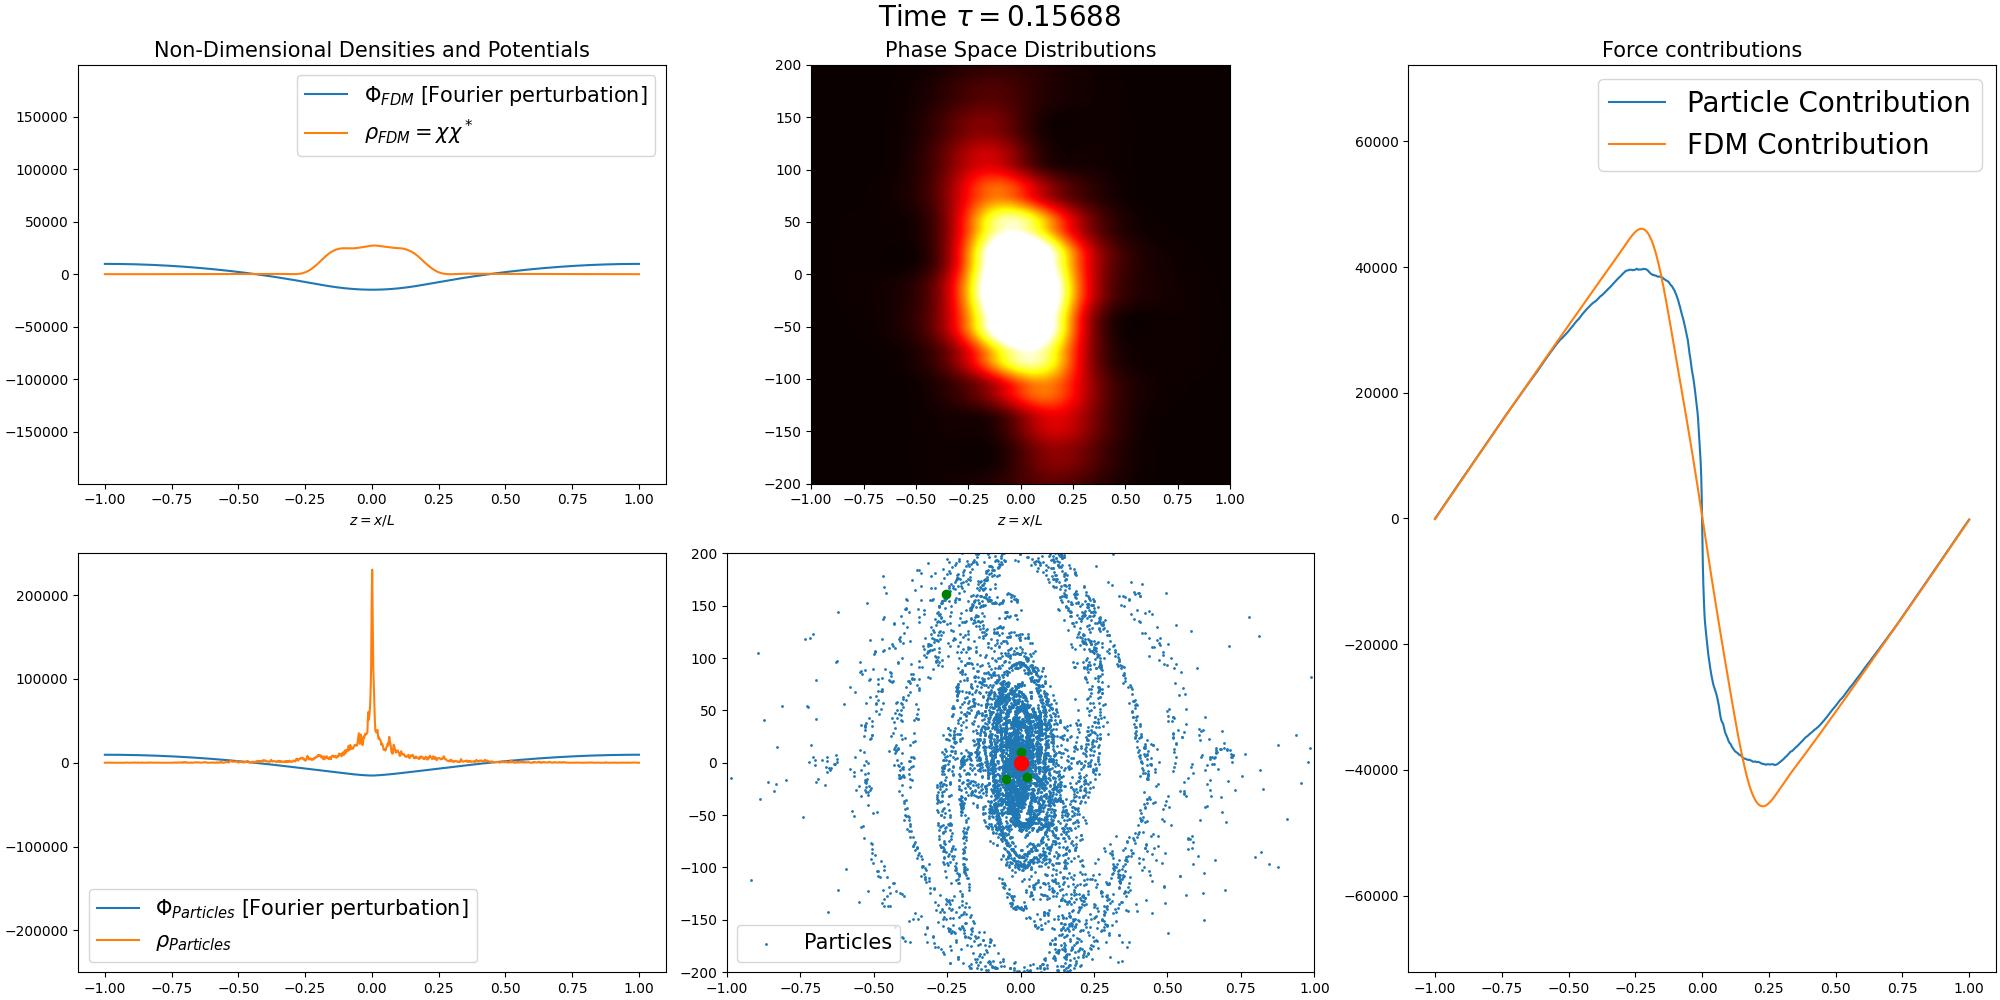 Time τ = 0.15688
Non-Dimensional Densities and Potentials
Φ_FDM [Fourier perturbation]
ρ_FDM = χχ*
150000
100000
50000
0
−50000
−100000
−150000
−1.00 −0.75 −0.50 −0.25 0.00 0.25 0.50 0.75 1.00
z = x/L
Phase Space Distributions
200
150
100
50
0
−50
−100
−150
−200
−1.00 −0.75 −0.50 −0.25 0.00 0.25 0.50 0.75 1.00
z = x/L
Force contributions
Particle Contribution
FDM Contribution
60000
40000
20000
0
−20000
−40000
−60000
−1.00 −0.75 −0.50 −0.25 0.00 0.25 0.50 0.75 1.00
200000
100000
0
−100000
−200000
Φ_Particles [Fourier perturbation]
ρ_Particles
−1.00 −0.75 −0.50 −0.25 0.00 0.25 0.50 0.75 1.00
200
150
100
50
0
−50
−100
−150
−200
Particles
−1.00 −0.75 −0.50 −0.25 0.00 0.25 0.50 0.75 1.00